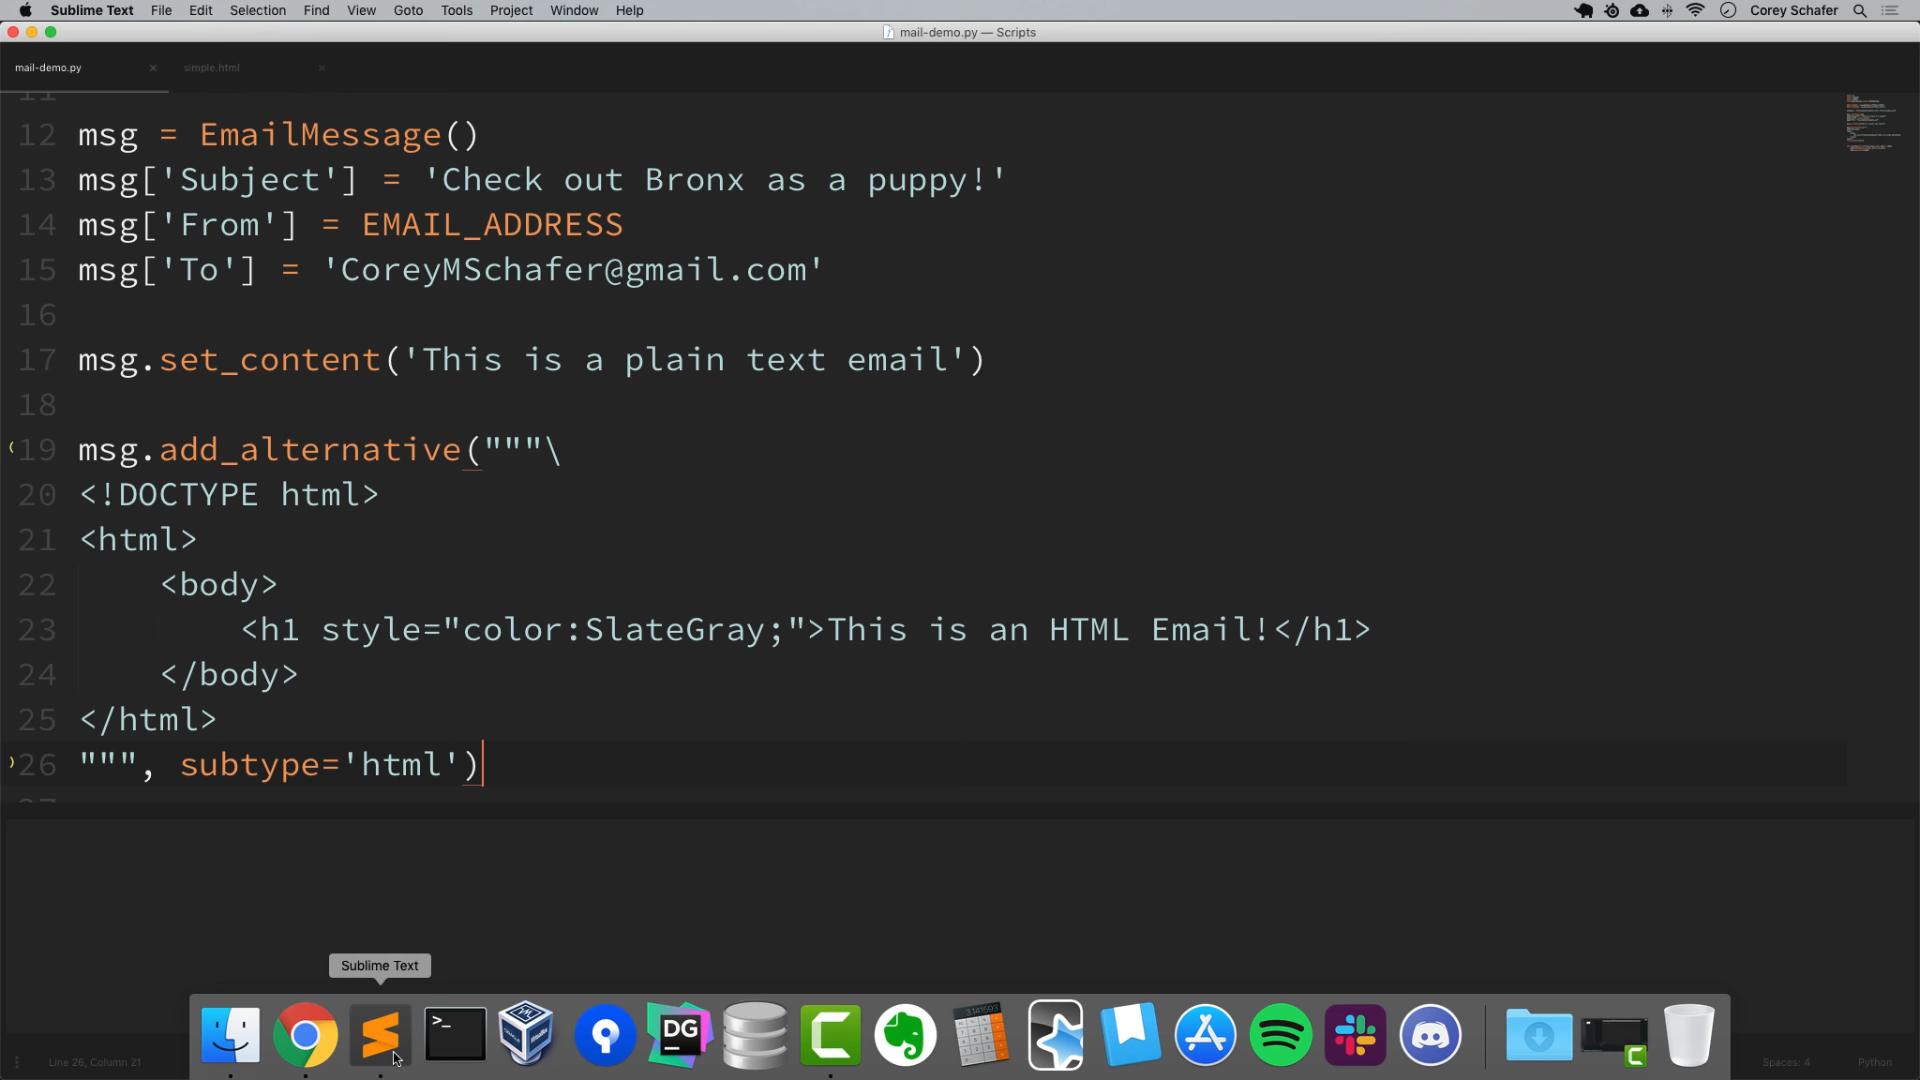 Sublime Text File Edit Selection Find View Goto Tools Project Window Help Corey Schafer
mail-demo.py — Scripts
mail-demo.py simple.html
11
12 msg = EmailMessage()
13 msg['Subject'] = 'Check out Bronx as a puppy!'
14 msg['From'] = EMAIL_ADDRESS
15 msg['To'] = 'CoreyMSchafer@gmail.com'
16
17 msg.set_content('This is a plain text email')
18
19 msg.add_alternative("""\
20 <!DOCTYPE html>
21 <html>
22 <body>
23 <h1 style="color:SlateGray;">This is an HTML Email!</h1>
24 </body>
25 </html>
26 """, subtype='html')
27
Sublime Text
>_
DG
Line 26, Column 21 Spaces: 4 Python